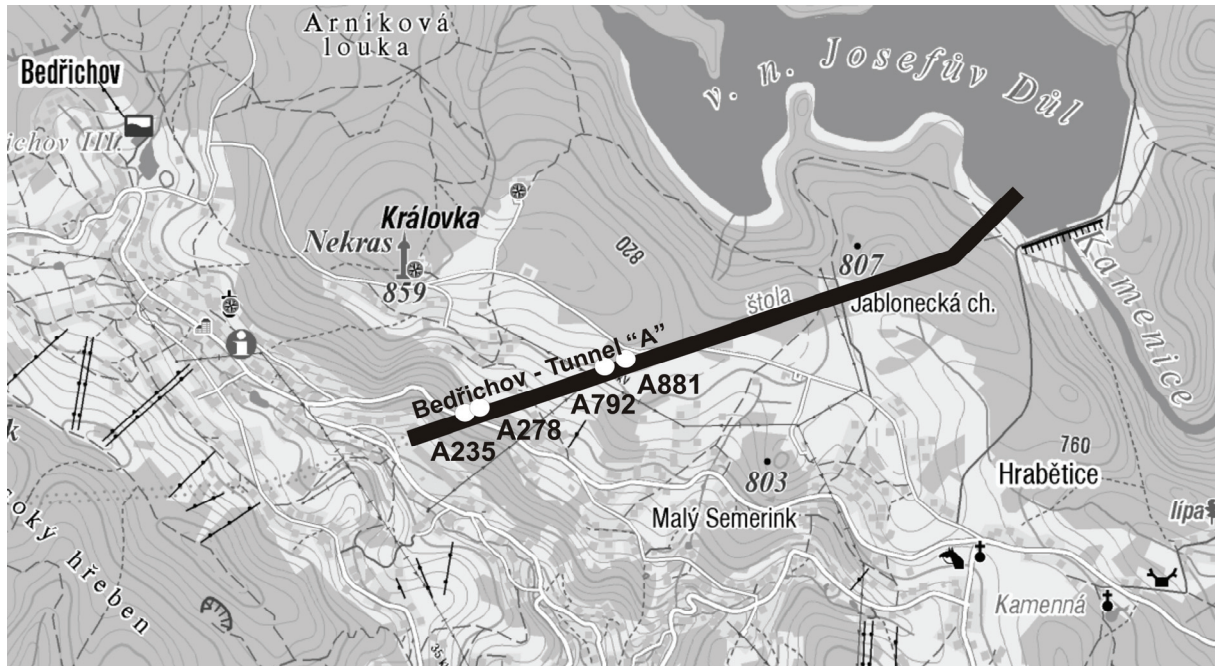 Arniková
louka
Bedřichov
ichov III.
v. n. Josefův Důl
Královka
Nekras
859
820
807
štola
Jablonecká ch.
Kamenice
Bedřichov - Tunnel “A”
A881
A792
A278
A235
760
Hrabětice
803
Malý Semerink
lípa
k
soký hřeben
Kamenná